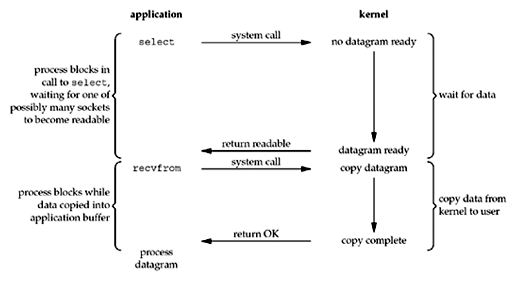 application
kernel
select
system call
no datagram ready
process blocks in
call to select,
waiting for one of
possibly many sockets
to become readable
wait for data
return readable
datagram ready
recvfrom
system call
copy datagram
process blocks while
data copied into
application buffer
copy data from
kernel to user
return OK
copy complete
process
datagram